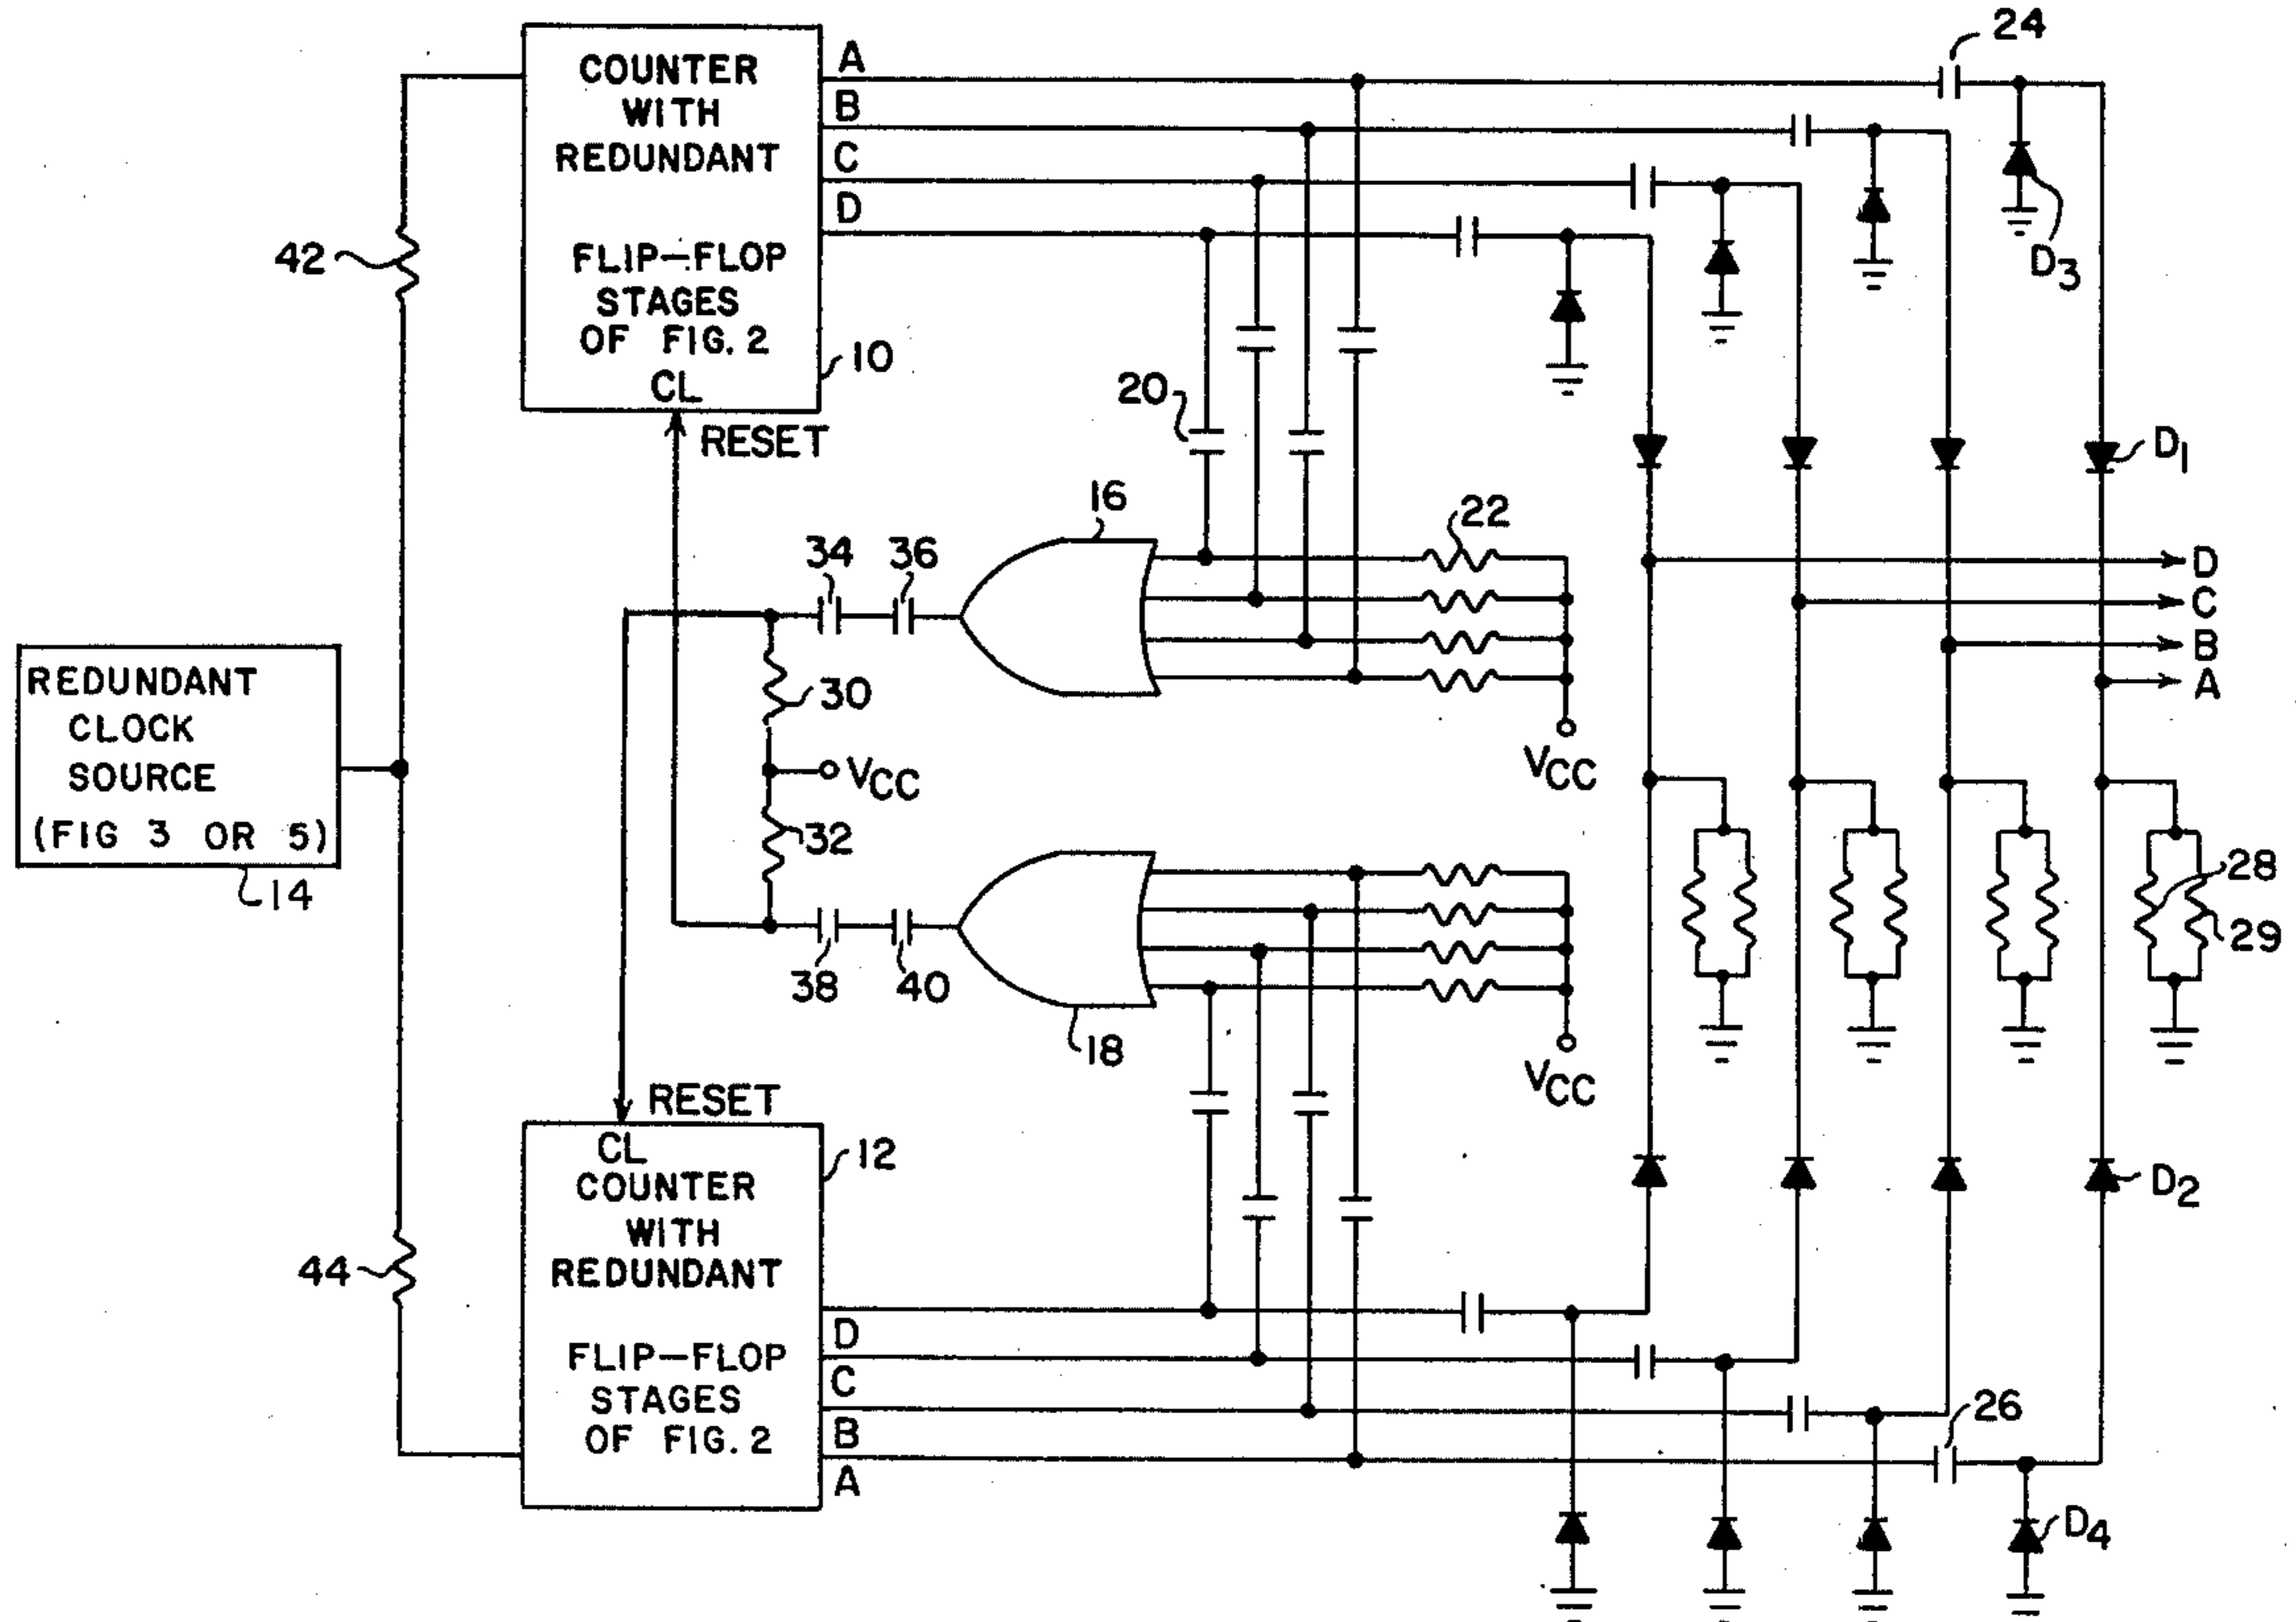 COUNTER
WITH
REDUNDANT
FLIP-FLOP
STAGES
OF FIG. 2
CL
10
RESET
A
B
C
D
24
D3
42
20
D1
16
22
34
36
D
C
B
A
30
VCC
VCC
REDUNDANT
CLOCK
SOURCE
(FIG 3 OR 5)
14
32
28
29
38
40
18
VCC
RESET
CL
12
COUNTER
WITH
REDUNDANT
FLIP-FLOP
STAGES
OF FIG. 2
D2
44
D
C
B
A
26
D4